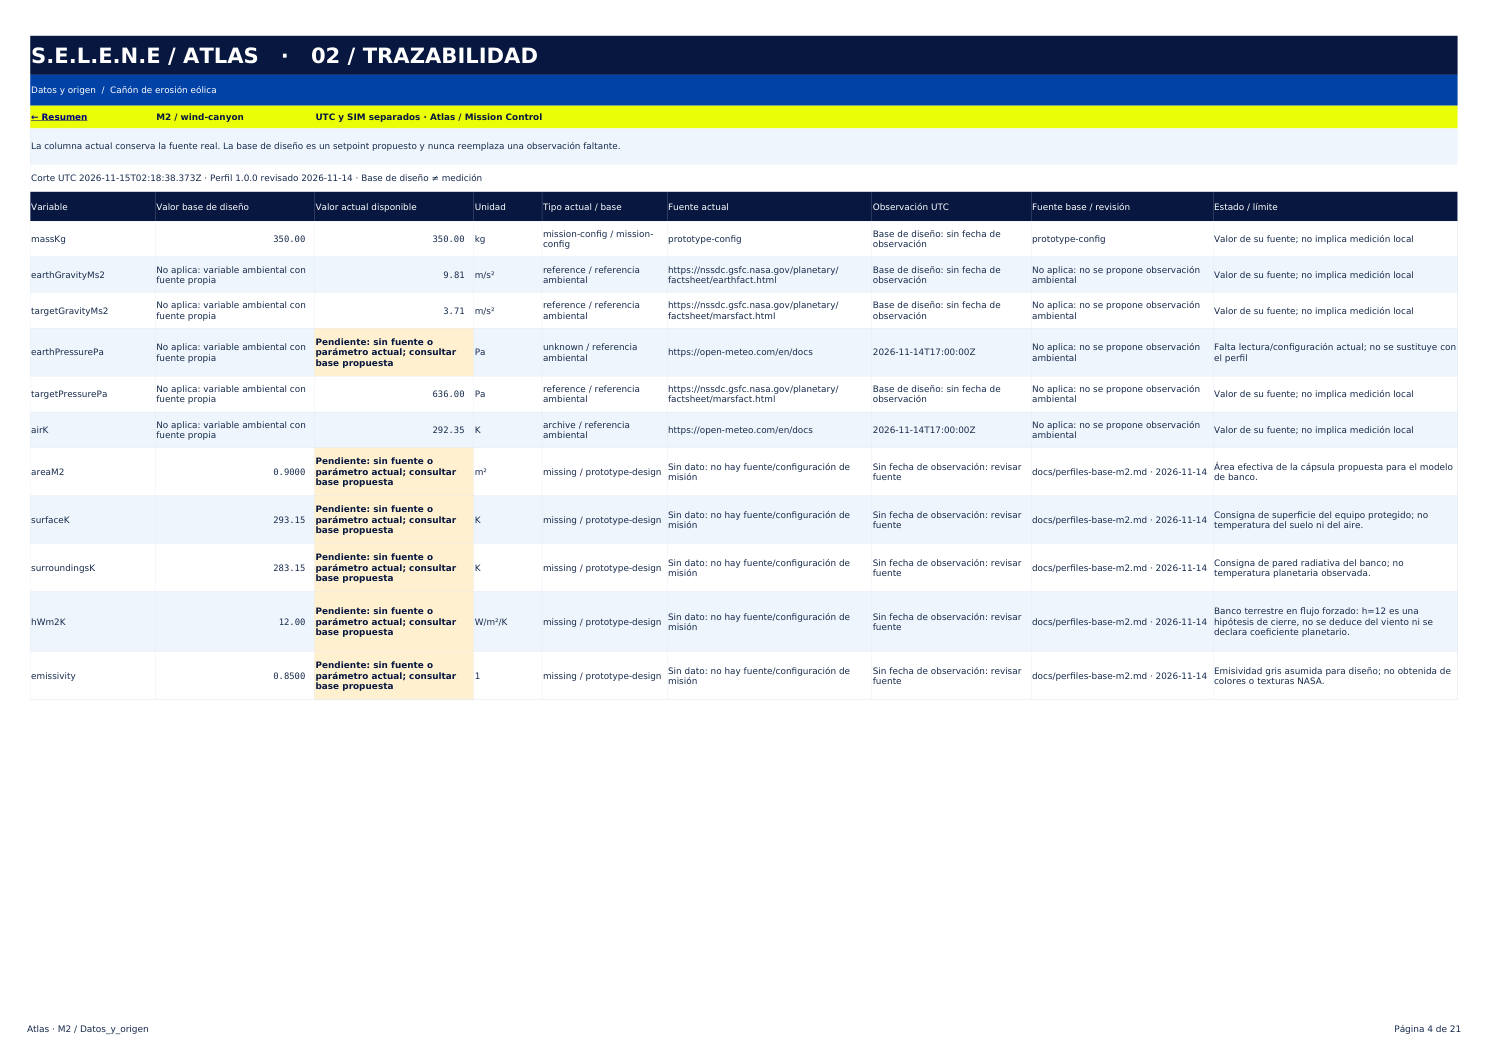 S.E.L.E.N.E / ATLAS · 02 / TRAZABILIDAD
Datos y origen / Cañón de erosión eólica
← Resumen M2 / wind-canyon UTC y SIM separados · Atlas / Mission Control
La columna actual conserva la fuente real. La base de diseño es un setpoint propuesto y nunca reemplaza una observación faltante.
Corte UTC 2026-11-15T02:18:38.373Z · Perfil 1.0.0 revisado 2026-11-14 · Base de diseño ≠ medición
Variable Valor base de diseño Valor actual disponible Unidad Tipo actual / base Fuente actual Observación UTC Fuente base / revisión Estado / límite
massKg
350.00
350.00
kg
mission-config / mission-
config
prototype-config
Base de diseño: sin fecha de
observación
prototype-config
Valor de su fuente; no implica medición local
earthGravityMs2
No aplica: variable ambiental con
fuente propia
9.81
m/s²
reference / referencia
ambiental
https://nssdc.gsfc.nasa.gov/planetary/
factsheet/earthfact.html
Base de diseño: sin fecha de
observación
No aplica: no se propone observación
ambiental
Valor de su fuente; no implica medición local
targetGravityMs2
No aplica: variable ambiental con
fuente propia
3.71
m/s²
reference / referencia
ambiental
https://nssdc.gsfc.nasa.gov/planetary/
factsheet/marsfact.html
Base de diseño: sin fecha de
observación
No aplica: no se propone observación
ambiental
Valor de su fuente; no implica medición local
earthPressurePa
No aplica: variable ambiental con
fuente propia
Pendiente: sin fuente o
parámetro actual; consultar
base propuesta
Pa
unknown / referencia
ambiental
https://open-meteo.com/en/docs
2026-11-14T17:00:00Z
No aplica: no se propone observación
ambiental
Falta lectura/configuración actual; no se sustituye con
el perfil
targetPressurePa
No aplica: variable ambiental con
fuente propia
636.00
Pa
reference / referencia
ambiental
https://nssdc.gsfc.nasa.gov/planetary/
factsheet/marsfact.html
Base de diseño: sin fecha de
observación
No aplica: no se propone observación
ambiental
Valor de su fuente; no implica medición local
airK
No aplica: variable ambiental con
fuente propia
292.35
K
archive / referencia
ambiental
https://open-meteo.com/en/docs
2026-11-14T17:00:00Z
No aplica: no se propone observación
ambiental
Valor de su fuente; no implica medición local
areaM2
0.9000
Pendiente: sin fuente o
parámetro actual; consultar
base propuesta
m²
missing / prototype-design
Sin dato: no hay fuente/configuración de
misión
Sin fecha de observación: revisar
fuente
docs/perfiles-base-m2.md · 2026-11-14
Área efectiva de la cápsula propuesta para el modelo
de banco.
surfaceK
293.15
Pendiente: sin fuente o
parámetro actual; consultar
base propuesta
K
missing / prototype-design
Sin dato: no hay fuente/configuración de
misión
Sin fecha de observación: revisar
fuente
docs/perfiles-base-m2.md · 2026-11-14
Consigna de superficie del equipo protegido; no
temperatura del suelo ni del aire.
surroundingsK
283.15
Pendiente: sin fuente o
parámetro actual; consultar
base propuesta
K
missing / prototype-design
Sin dato: no hay fuente/configuración de
misión
Sin fecha de observación: revisar
fuente
docs/perfiles-base-m2.md · 2026-11-14
Consigna de pared radiativa del banco; no
temperatura planetaria observada.
hWm2K
12.00
Pendiente: sin fuente o
parámetro actual; consultar
base propuesta
W/m²/K
missing / prototype-design
Sin dato: no hay fuente/configuración de
misión
Sin fecha de observación: revisar
fuente
docs/perfiles-base-m2.md · 2026-11-14
Banco terrestre en flujo forzado: h=12 es una
hipótesis de cierre, no se deduce del viento ni se
declara coeficiente planetario.
emissivity
0.8500
Pendiente: sin fuente o
parámetro actual; consultar
base propuesta
1
missing / prototype-design
Sin dato: no hay fuente/configuración de
misión
Sin fecha de observación: revisar
fuente
docs/perfiles-base-m2.md · 2026-11-14
Emisividad gris asumida para diseño; no obtenida de
colores o texturas NASA.
Atlas · M2 / Datos_y_origen
Página 4 de 21